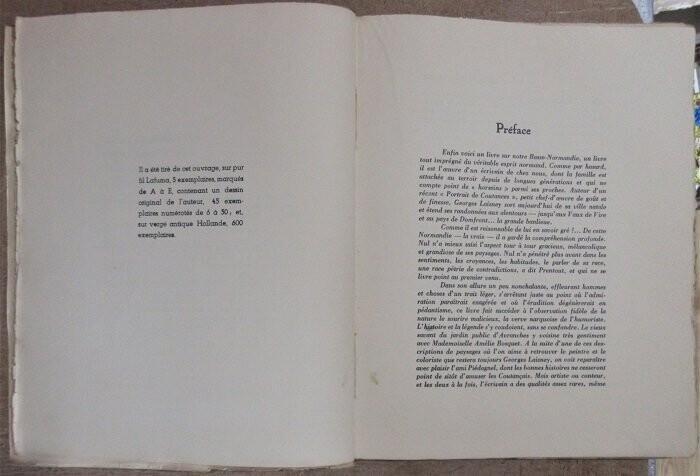 Il a été tiré de cet ouvrage, sur pur
fil Lafuma, 5 exemplaires, marqués
de A à E, contenant un dessin
original de l'auteur, 45 exem-
plaires numérotés de 6 à 50; et,
sur vergé antique Hollande, 600
exemplaires.
Préface
Enfin voici un livre sur notre Basse-Normandie, un livre
tout imprégné du véritable esprit normand. Comme par hasard,
il est l'œuvre d'un écrivain de chez nous, dont la famille est
attachée au terroir depuis de longues générations et qui ne
compte point de « horsains » parmi ses proches. Auteur d'un
récent « Portrait de Coutances », petit chef-d'œuvre de goût et
de finesse, Georges Laisney sort aujourd'hui de sa ville natale
et étend ses randonnées aux alentours — jusqu'aux Vaux de Vire
et au pays de Domfront... la grande banlieue.
Comme il est raisonnable de lui en savoir gré !... De cette
Normandie — la vraie — il a gardé la compréhension profonde.
Nul n'a mieux saisi l'aspect tour à tour gracieux, mélancolique
et grandiose de ses paysages. Nul n'a pénétré plus avant dans les
sentiments, les croyances, les habitudes, le parler de sa race,
une race pétrie de contradictions, a dit Prentout, et qui ne se
livre point au premier venu.
Dans son allure un peu nonchalante, effleurant hommes
et choses d'un trait léger, s'arrêtant juste au point où l'admi-
ration paraîtrait exagérée et où l'érudition dégénérerait en
pédantisme, ce livre fait succéder à l'observation fidèle de la
nature le sourire malicieux, la verve narquoise de l'humoriste.
L'histoire et la légende s'y coudoient, sans se confondre. Le vieux
savant du jardin public d'Avranches y voisine très gentiment
avec Mademoiselle Amélie Bosquet. A la suite d'une de ces des-
criptions de paysages où l'on aime à retrouver le peintre et le
coloriste que restera toujours Georges Laisney, on voit reparaître
avec plaisir l'ami Piédagnel, dont les bonnes histoires ne cesseront
point de sitôt d'amuser les Coutançais. Mais artiste ou conteur,
et les deux à la fois, l'écrivain a des qualités assez rares, même